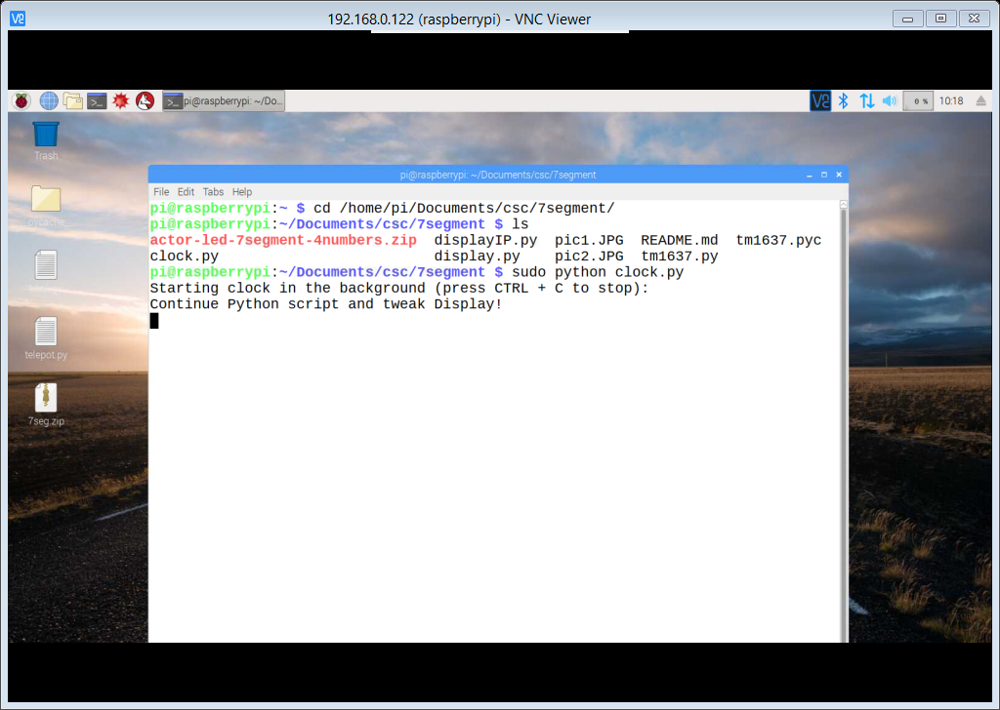 192.168.0.122 (raspberrypi) - VNC Viewer
pi@raspberrypi: ~/Do...
0 %
10:18
Trash
pycache
telepot.py
7seg.zip
pi@raspberrypi: ~/Documents/csc/7segment
File Edit Tabs Help
pi@raspberrypi:~ $ cd /home/pi/Documents/csc/7segment/
pi@raspberrypi:~/Documents/csc/7segment $ ls
actor-led-7segment-4numbers.zip displayIP.py pic1.JPG README.md tm1637.pyc
clock.py display.py pic2.JPG tm1637.py
pi@raspberrypi:~/Documents/csc/7segment $ sudo python clock.py
Starting clock in the background (press CTRL + C to stop):
Continue Python script and tweak Display!